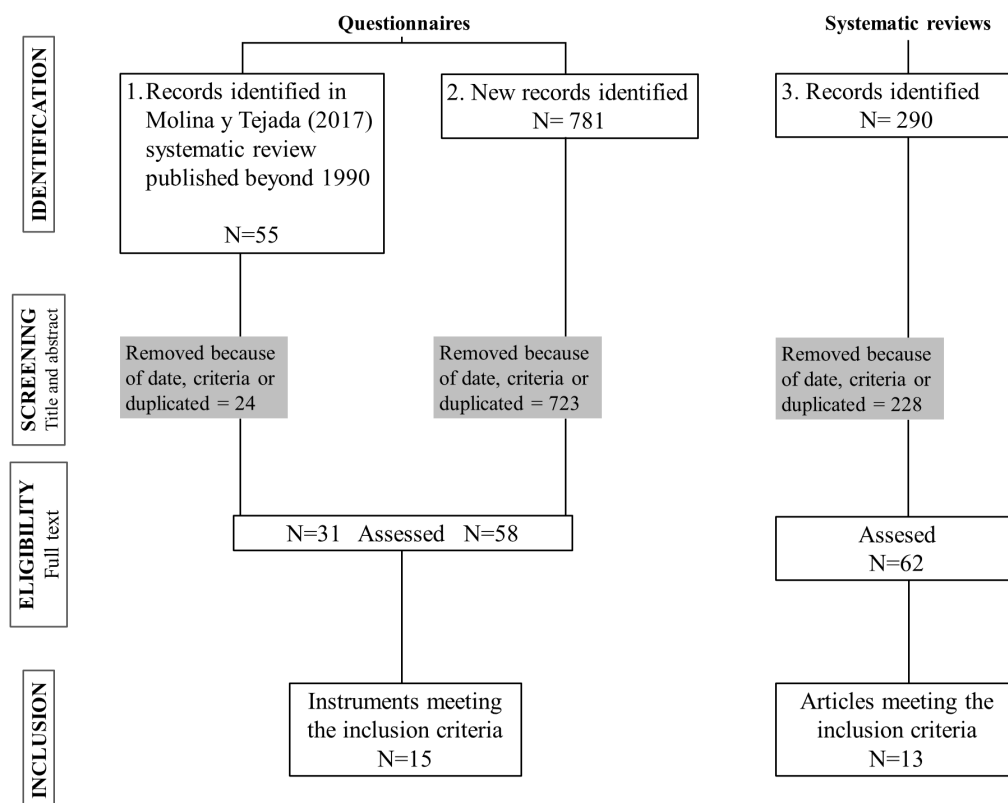 Questionnaires
Systematic reviews
IDENTIFICATION
1. Records identified in
Molina y Tejada (2017)
systematic review
published beyond 1990
N=55
2. New records identified
N= 781
3. Records identified
N= 290
SCREENING
Title and abstract
Removed because
of date, criteria or
duplicated = 24
Removed because
of date, criteria or
duplicated = 723
Removed because
of date, criteria or
duplicated = 228
ELIGIBILITY
Full text
N=31 Assessed N=58
Assesed
N=62
INCLUSION
Instruments meeting
the inclusion criteria
N=15
Articles meeting the
inclusion criteria
N=13